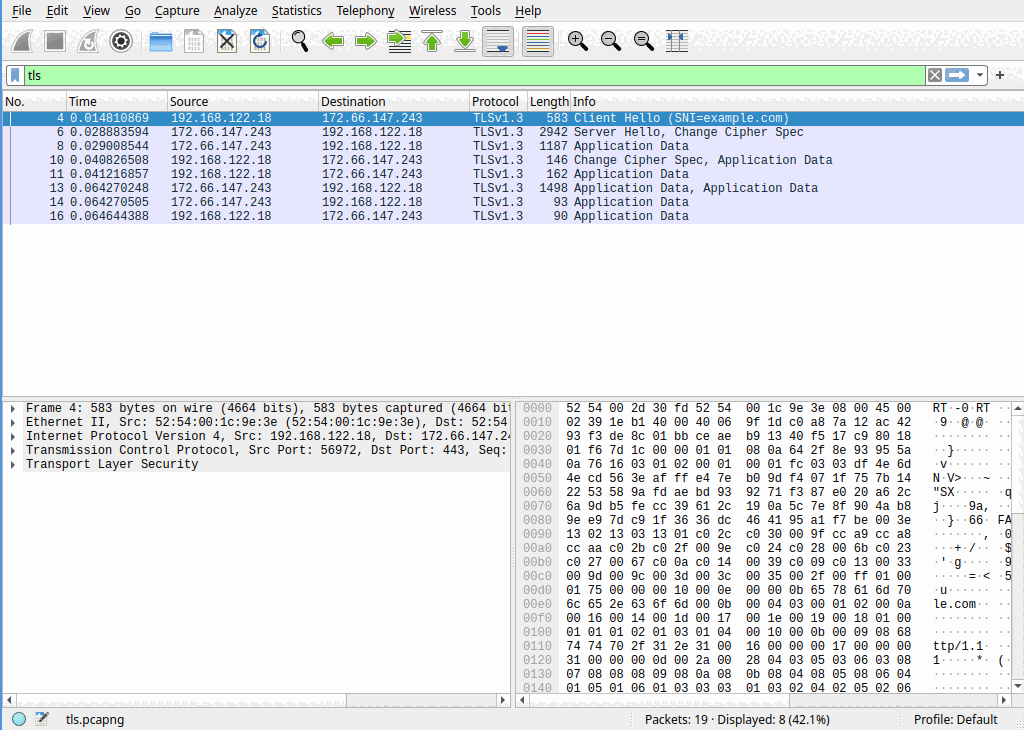 File Edit View Go Capture Analyze Statistics Telephony Wireless Tools Help
tls
No. Time Source Destination Protocol Length Info
4 0.014810869 192.168.122.18 172.66.147.243 TLSv1.3 583 Client Hello (SNI=example.com)
6 0.028883594 172.66.147.243 192.168.122.18 TLSv1.3 2942 Server Hello, Change Cipher Spec
8 0.029008544 172.66.147.243 192.168.122.18 TLSv1.3 1187 Application Data
10 0.040826508 192.168.122.18 172.66.147.243 TLSv1.3 146 Change Cipher Spec, Application Data
11 0.041216857 192.168.122.18 172.66.147.243 TLSv1.3 162 Application Data
13 0.064270248 172.66.147.243 192.168.122.18 TLSv1.3 1498 Application Data, Application Data
14 0.064270505 172.66.147.243 192.168.122.18 TLSv1.3 93 Application Data
16 0.064644388 192.168.122.18 172.66.147.243 TLSv1.3 90 Application Data
Frame 4: 583 bytes on wire (4664 bits), 583 bytes captured (4664 bit
Ethernet II, Src: 52:54:00:1c:9e:3e (52:54:00:1c:9e:3e), Dst: 52:54
Internet Protocol Version 4, Src: 192.168.122.18, Dst: 172.66.147.24
Transmission Control Protocol, Src Port: 56972, Dst Port: 443, Seq:
Transport Layer Security
0000 52 54 00 2d 30 fd 52 54 00 1c 9e 3e 08 00 45 00 RT·-0·RT ··
0010 02 39 1e b1 40 00 40 06 9f 1d c0 a8 7a 12 ac 42 ·9··@·@· ··
0020 93 f3 de 8c 01 bb ce ae b9 13 40 f5 17 c9 80 18 ········ ··
0030 01 f6 7d 1c 00 00 01 01 08 0a 64 2f 8e 93 95 5a ··}····· ··
0040 0a 76 16 03 01 02 00 01 00 01 fc 03 03 df 4e 6d ·v······ ··
0050 4e cd 56 3e af ff e4 7e b0 9d f4 07 1f 75 7b 14 N·V>···~ ··
0060 22 53 58 9a fd ae bd 93 92 71 f3 87 e0 20 a6 2c "SX····· ·q
0070 6a 9d b5 fe cc 39 61 2c 19 0a 5c 7e 8f 90 4a b8 j····9a, ··
0080 9e e9 7d c9 1f 36 36 dc 46 41 95 a1 f7 be 00 3e ··}··66· FA
0090 13 02 13 03 13 01 c0 2c c0 30 00 9f cc a9 cc a8 ·······, ·0
00a0 cc aa c0 2b c0 2f 00 9e c0 24 c0 28 00 6b c0 23 ···+·/·· ·$
00b0 c0 27 00 67 c0 0a c0 14 00 39 c0 09 c0 13 00 33 ·'·g···· ·9
00c0 00 9d 00 9c 00 3d 00 3c 00 35 00 2f 00 ff 01 00 ·····=·< ·5
00d0 01 75 00 00 00 10 00 0e 00 00 0b 65 78 61 6d 70 ·u······ ··
00e0 6c 65 2e 63 6f 6d 00 0b 00 04 03 00 01 02 00 0a le.com·· ··
00f0 00 16 00 14 00 1d 00 17 00 1e 00 19 00 18 01 00 ········ ··
0100 01 01 01 02 01 03 01 04 00 10 00 0b 00 09 08 68 ········ ··
0110 74 74 70 2f 31 2e 31 00 16 00 00 00 17 00 00 00 ttp/1.1· ··
0120 31 00 00 00 0d 00 2a 00 28 04 03 05 03 06 03 08 1·····*· (·
0130 07 08 08 08 09 08 0a 08 0b 08 04 08 05 08 06 04 ········ ··
0140 01 05 01 06 01 03 03 03 01 03 02 04 02 05 02 06 ········ ··
tls.pcapng Packets: 19 · Displayed: 8 (42.1%) Profile: Default